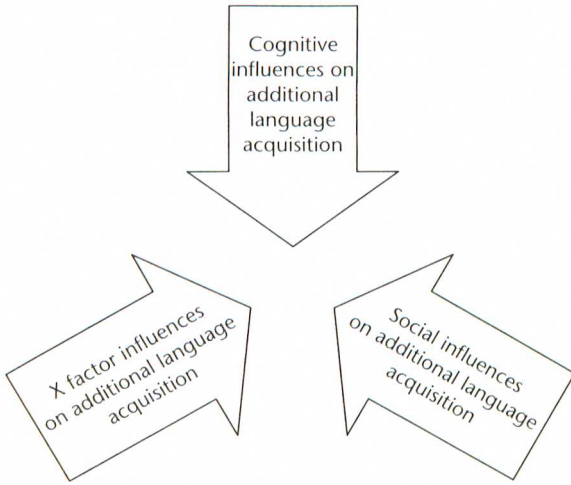 Cognitive
influences on
additional
language
acquisition
X factor influences
on additional language
acquisition
Social influences
on additional language
acquisition